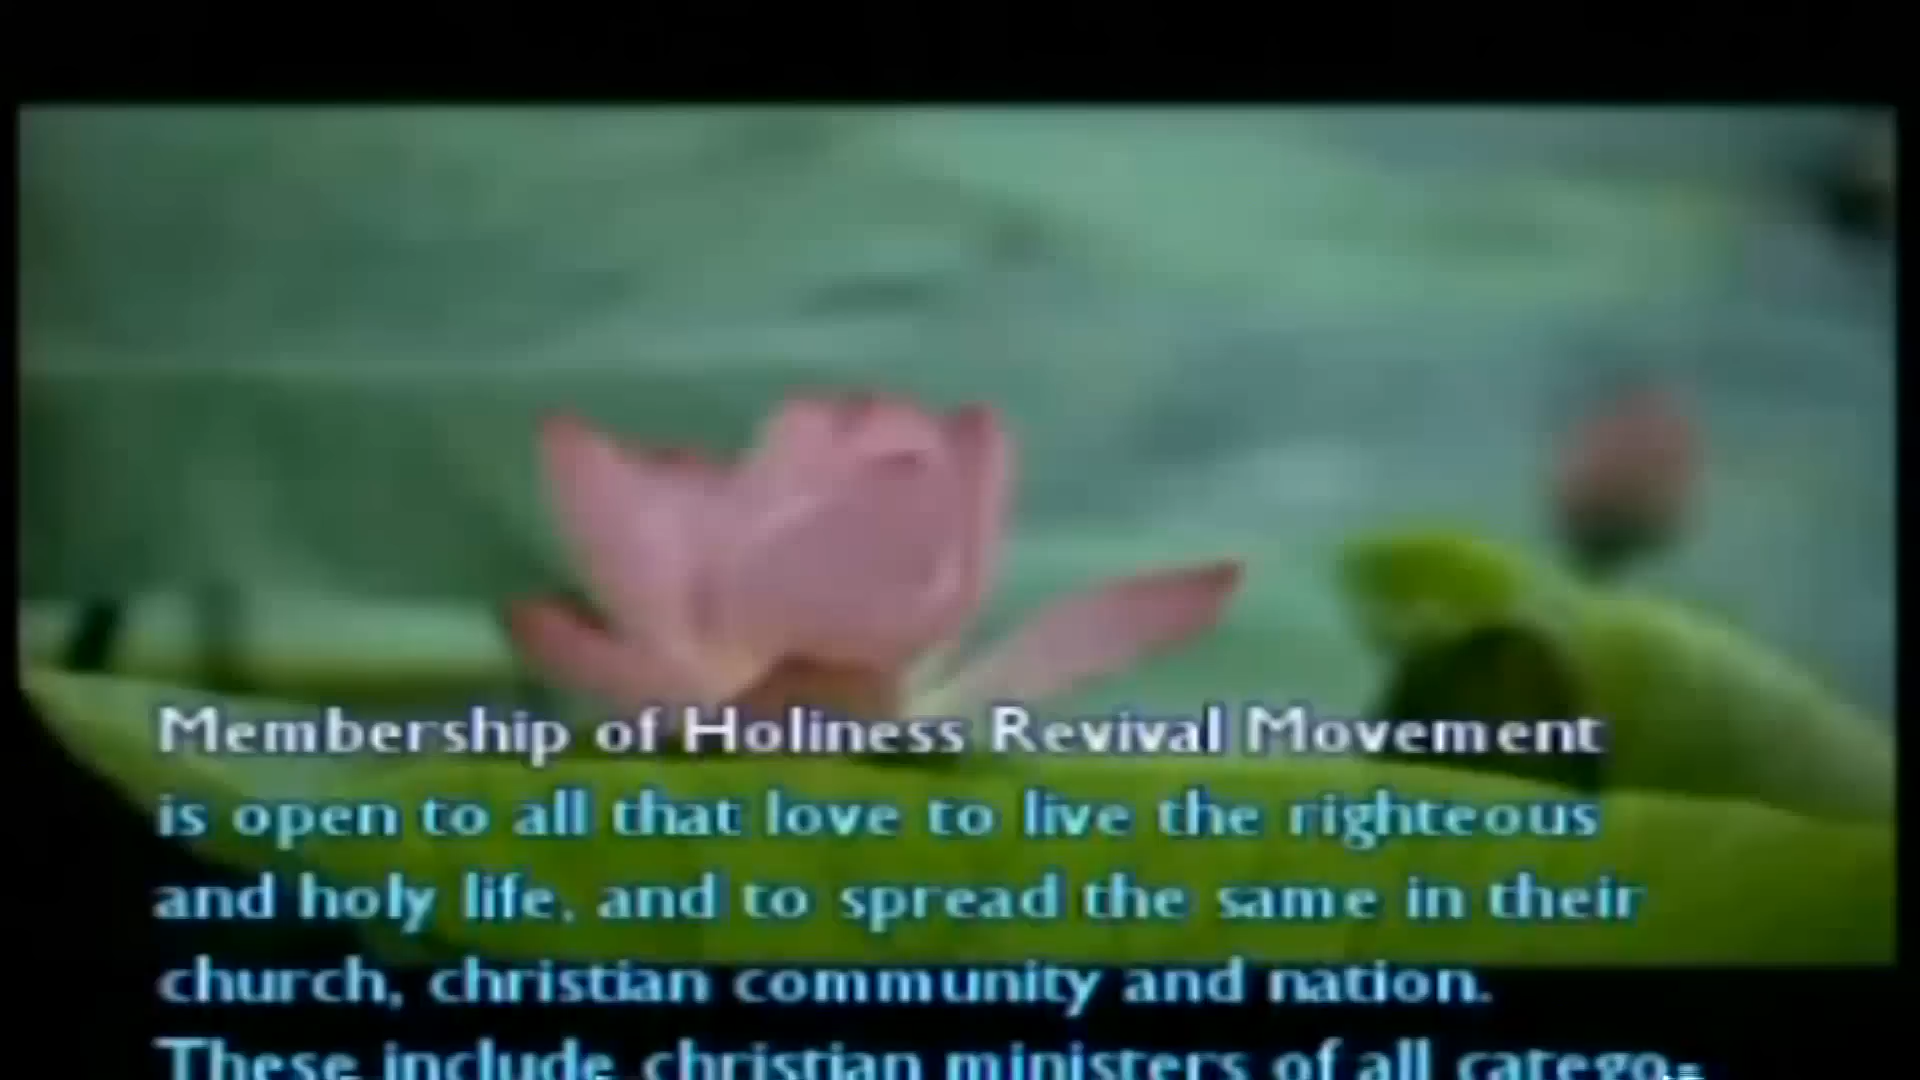 Membership of Holiness Revival Movement
is open to all that love to live the righteous
and holy life, and to spread the same in their
church, christian community and nation.
These include christian ministers of all catego-